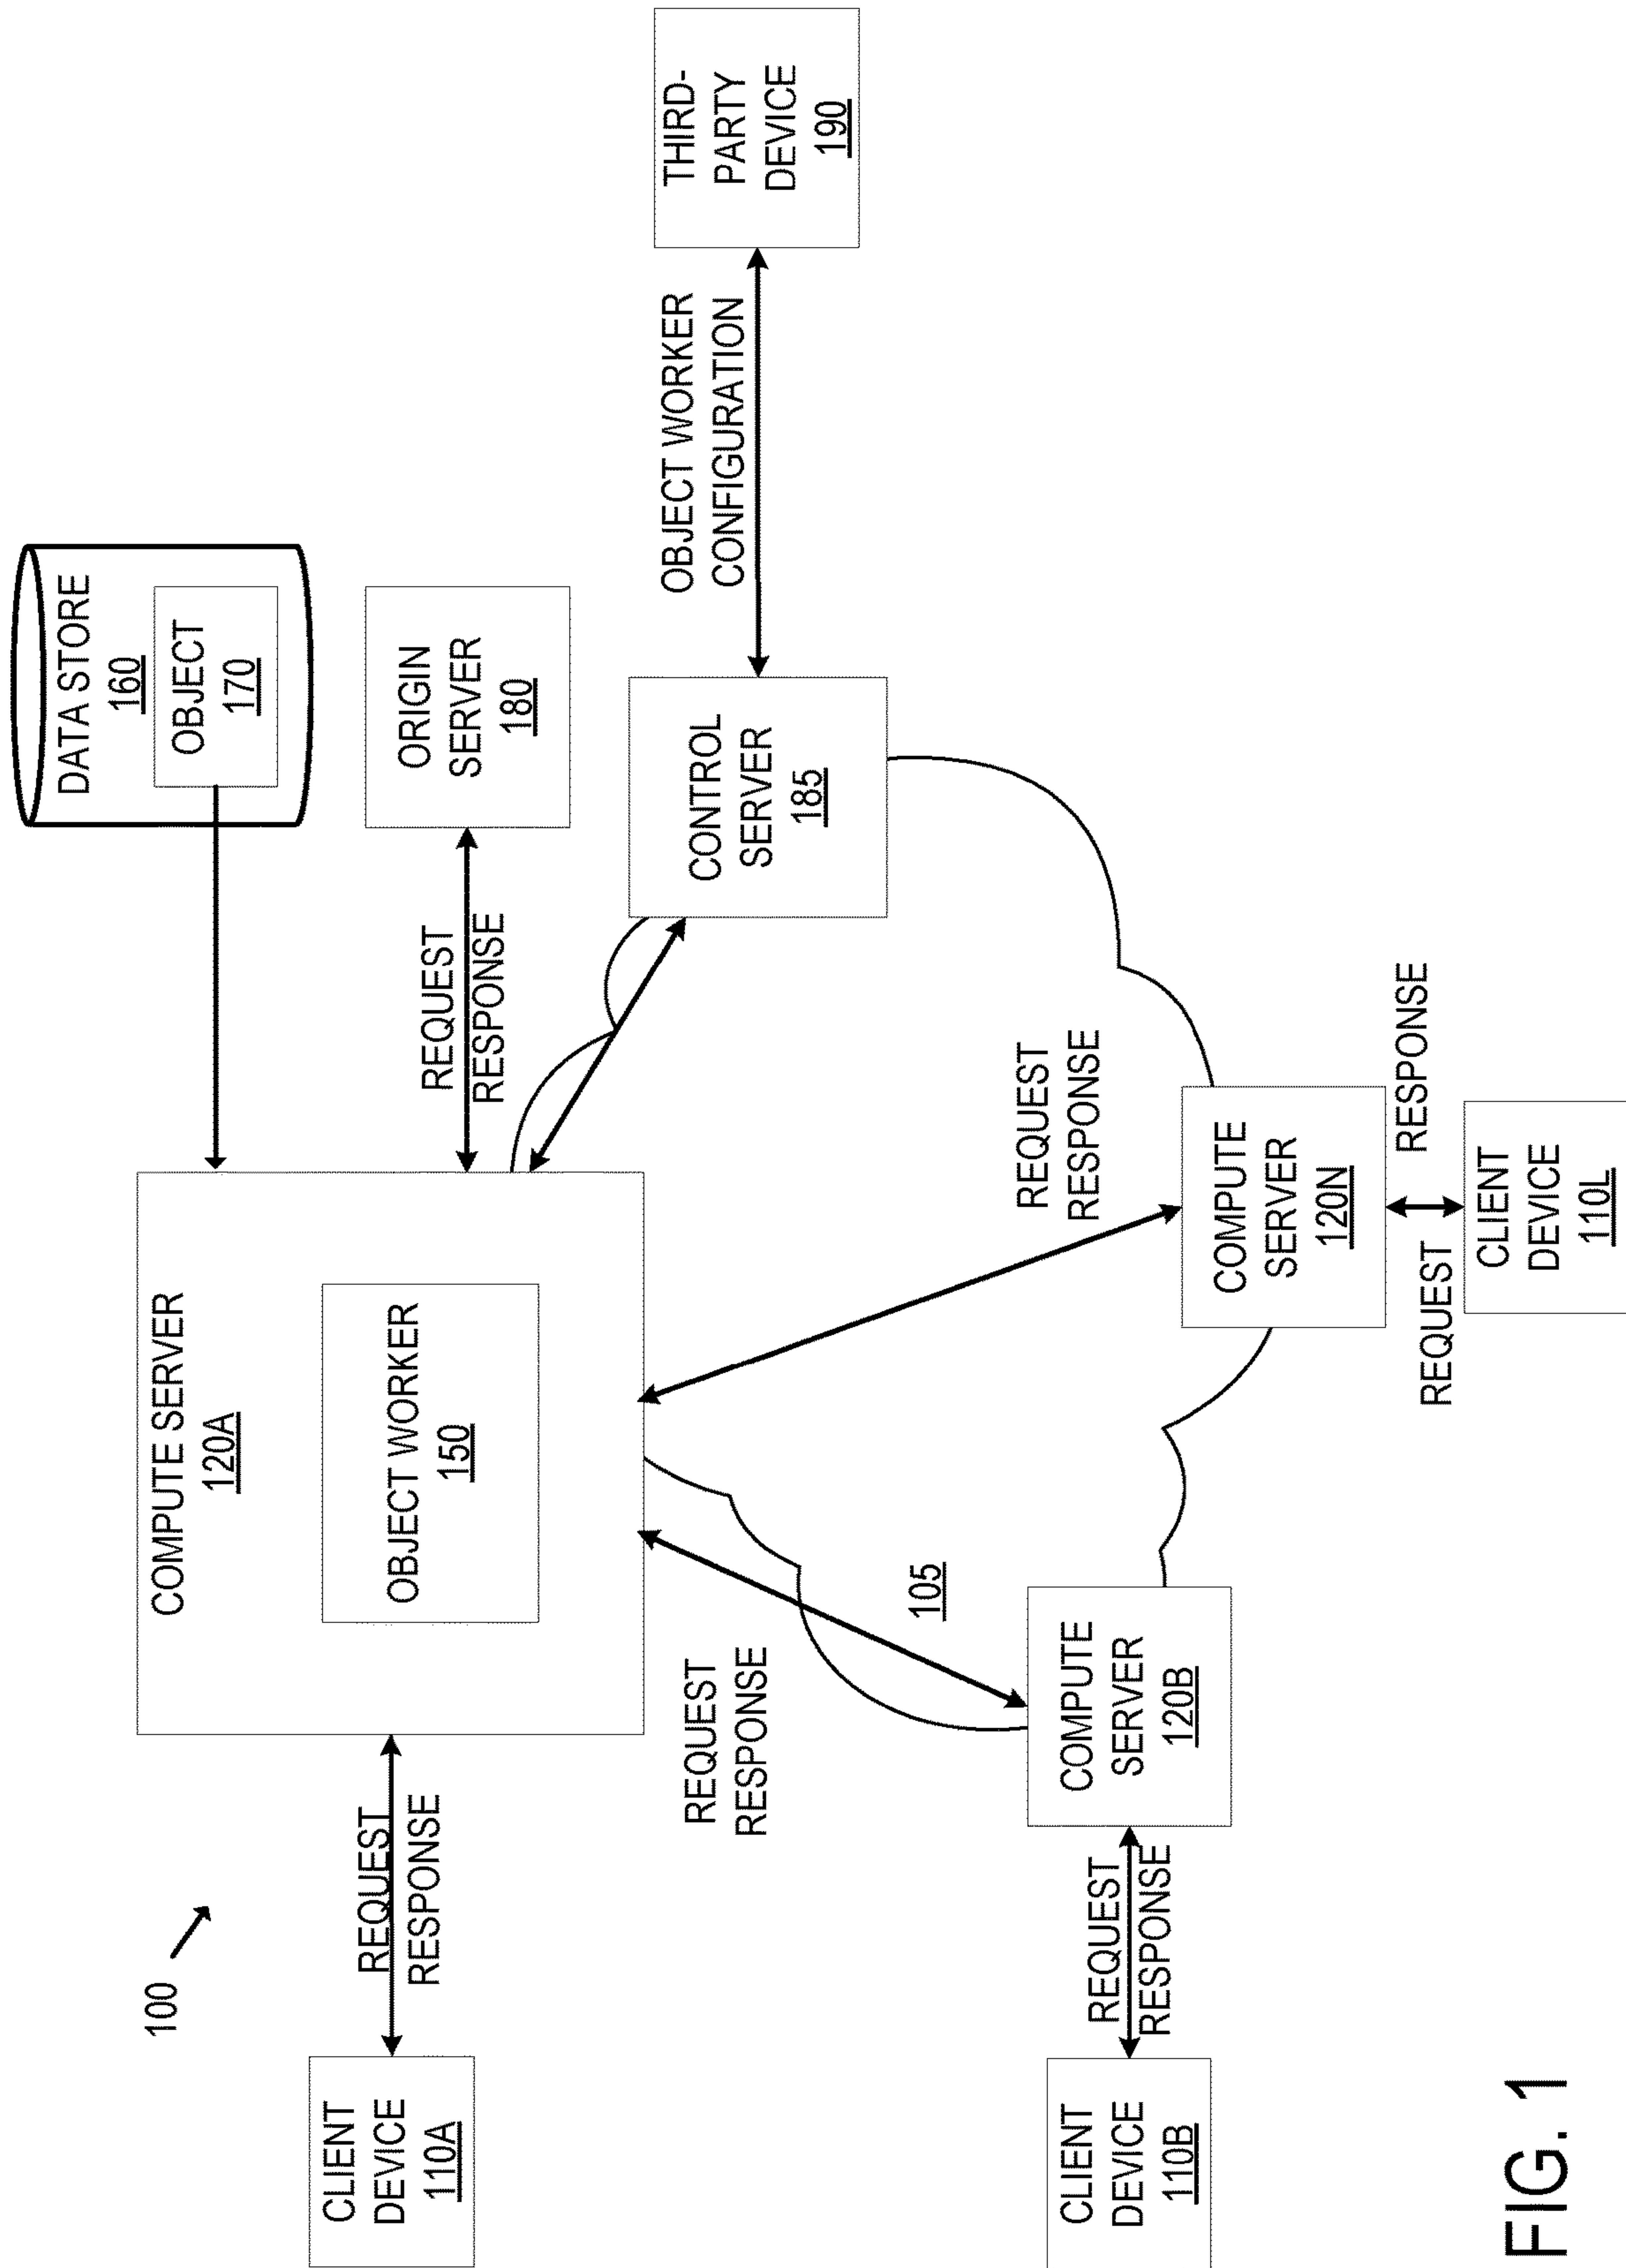 100
DATA STORE
160
OBJECT
170
COMPUTE SERVER
120A
OBJECT WORKER
150
CLIENT
DEVICE
110A
REQUEST
RESPONSE
REQUEST
RESPONSE
ORIGIN
SERVER
180
CONTROL
SERVER
185
OBJECT WORKER
CONFIGURATION
THIRD-
PARTY
DEVICE
190
REQUEST
RESPONSE
105
REQUEST
RESPONSE
CLIENT
DEVICE
110B
REQUEST
RESPONSE
COMPUTE
SERVER
120B
COMPUTE
SERVER
120N
REQUEST
RESPONSE
CLIENT
DEVICE
110L
FIG. 1